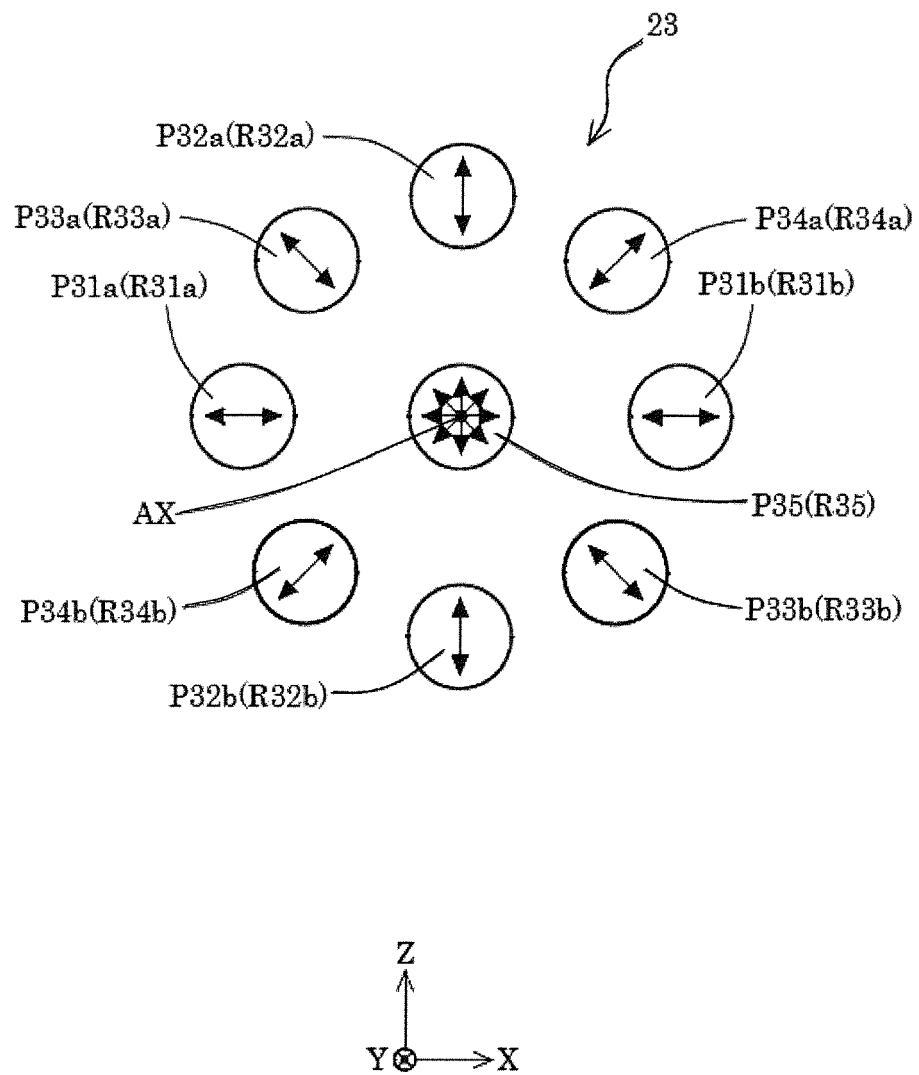 23
P32a(R32a)
P33a(R33a)
P34a(R34a)
P31a(R31a)
P31b(R31b)
AX
P35(R35)
P34b(R34b)
P33b(R33b)
P32b(R32b)
Z
Y
X